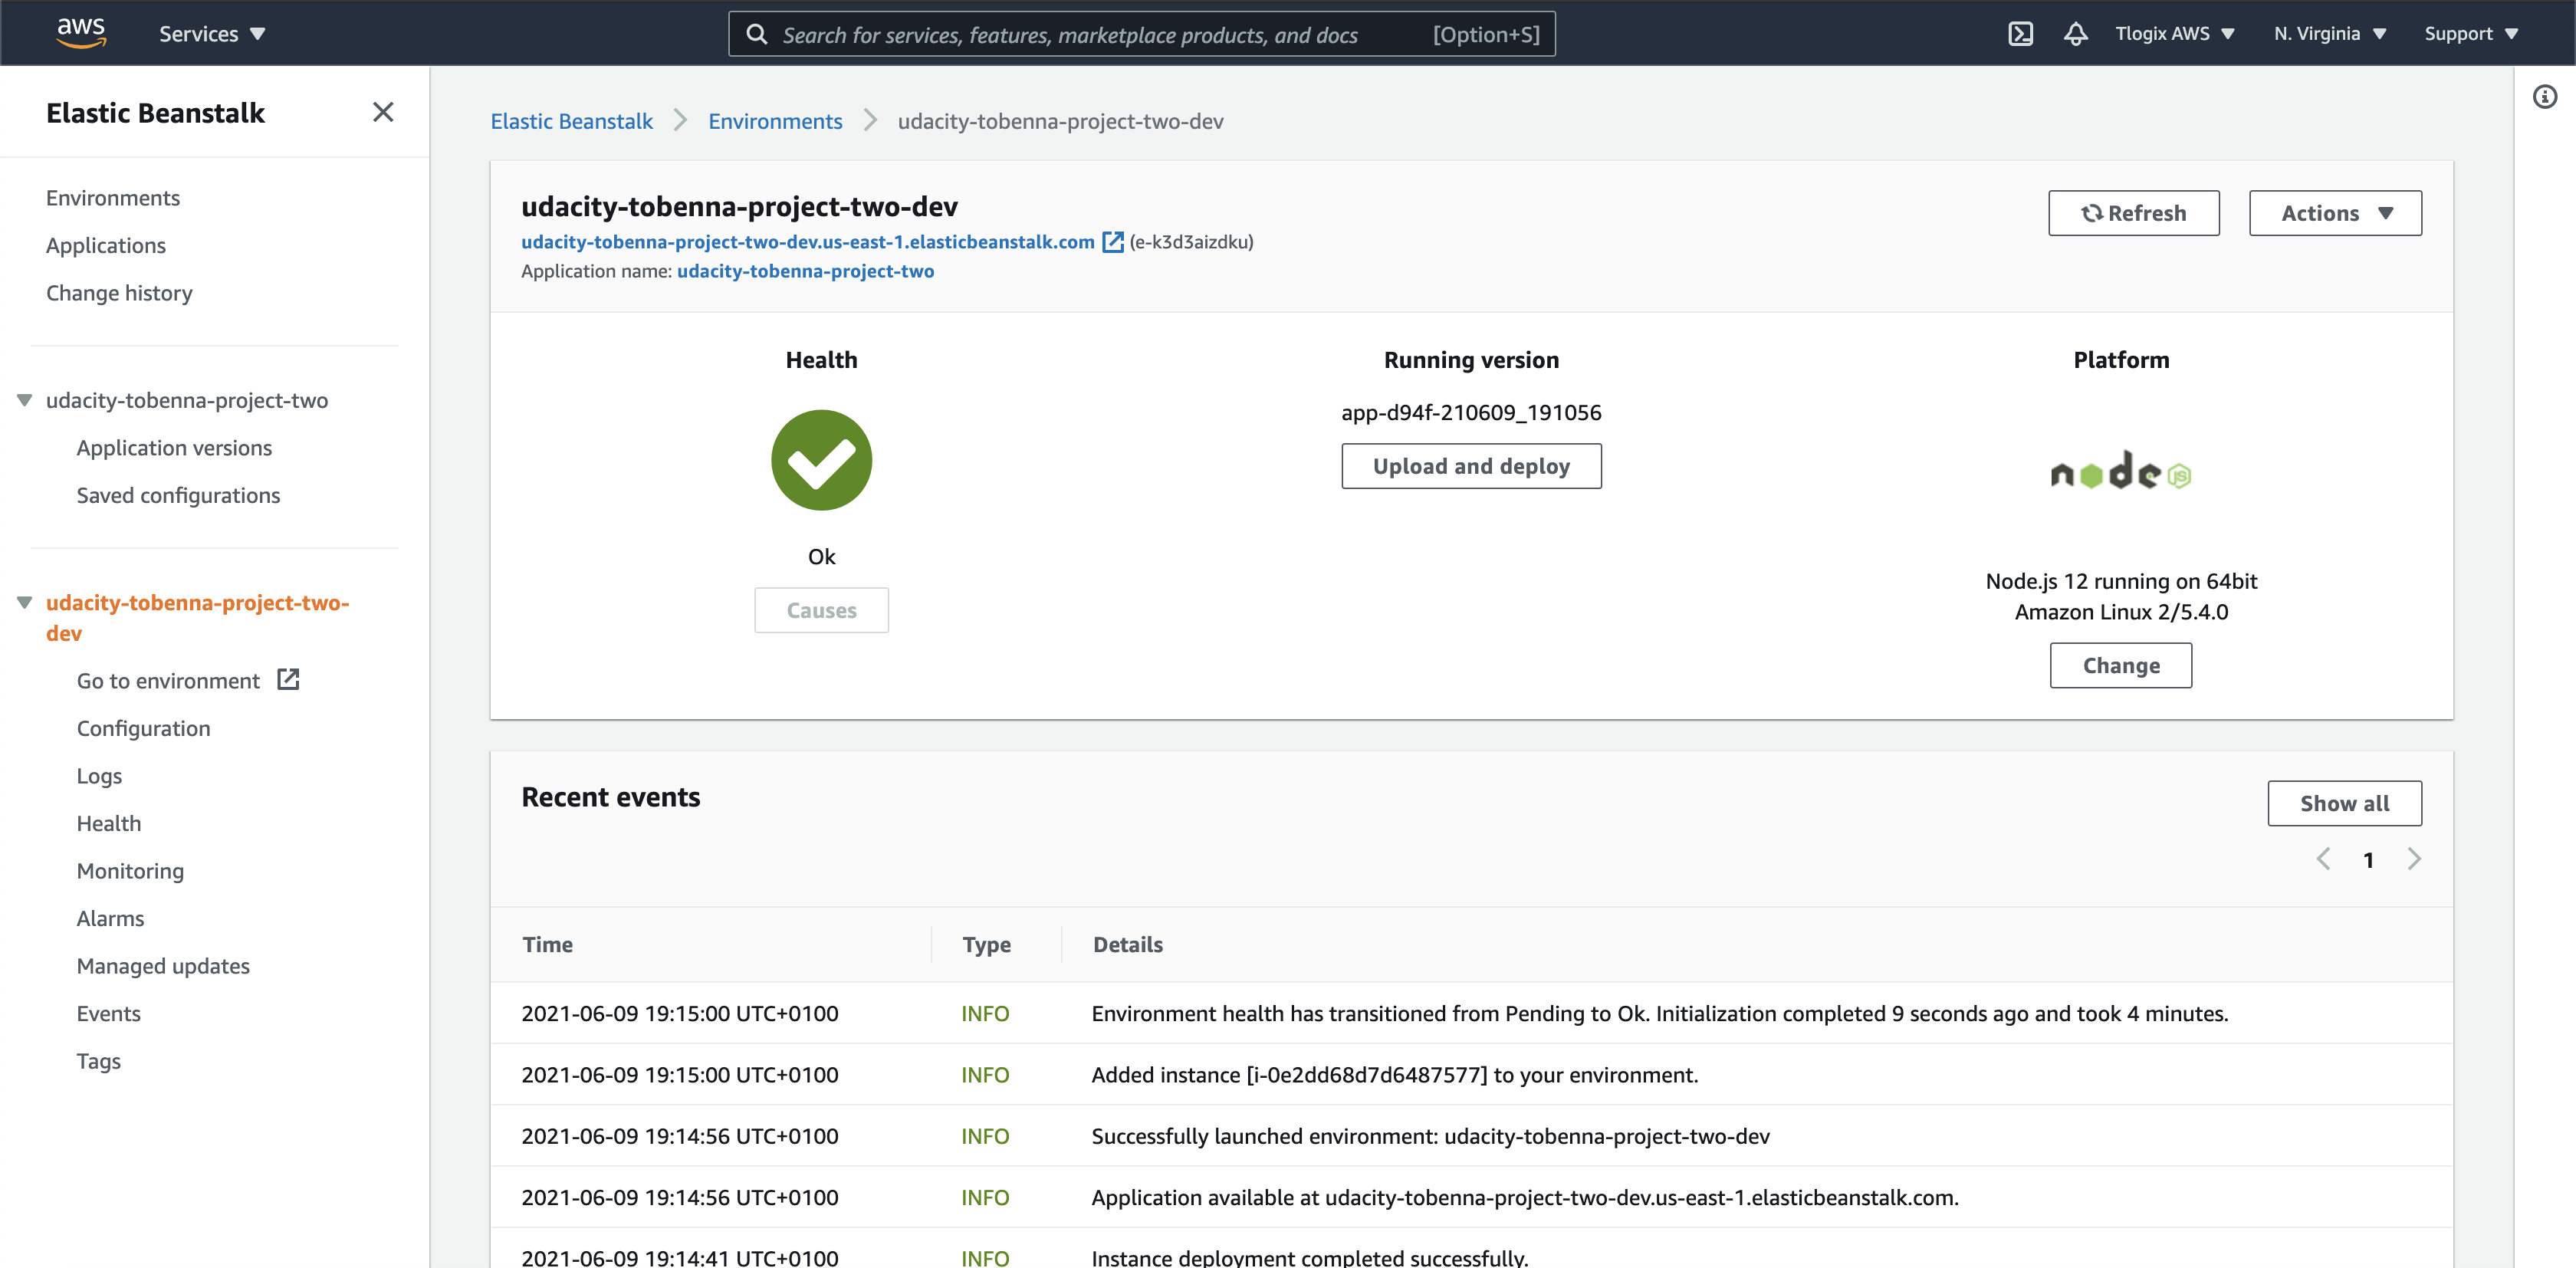 aws
Services
Search for services, features, marketplace products, and docs [Option+S]
Tlogix AWS
N. Virginia
Support
Elastic Beanstalk
Environments
Applications
Change history
udacity-tobenna-project-two
Application versions
Saved configurations
udacity-tobenna-project-two-
dev
Go to environment
Configuration
Logs
Health
Monitoring
Alarms
Managed updates
Events
Tags
Elastic Beanstalk > Environments > udacity-tobenna-project-two-dev
udacity-tobenna-project-two-dev
udacity-tobenna-project-two-dev.us-east-1.elasticbeanstalk.com (e-k3d3aizdku)
Application name: udacity-tobenna-project-two
Refresh
Actions
Health
Ok
Causes
Running version
app-d94f-210609_191056
Upload and deploy
Platform
node JS
Node.js 12 running on 64bit
Amazon Linux 2/5.4.0
Change
Recent events
Show all
1
Time Type Details
2021-06-09 19:15:00 UTC+0100 INFO Environment health has transitioned from Pending to Ok. Initialization completed 9 seconds ago and took 4 minutes.
2021-06-09 19:15:00 UTC+0100 INFO Added instance [i-0e2dd68d7d6487577] to your environment.
2021-06-09 19:14:56 UTC+0100 INFO Successfully launched environment: udacity-tobenna-project-two-dev
2021-06-09 19:14:56 UTC+0100 INFO Application available at udacity-tobenna-project-two-dev.us-east-1.elasticbeanstalk.com.
2021-06-09 19:14:41 UTC+0100 INFO Instance deployment completed successfully.